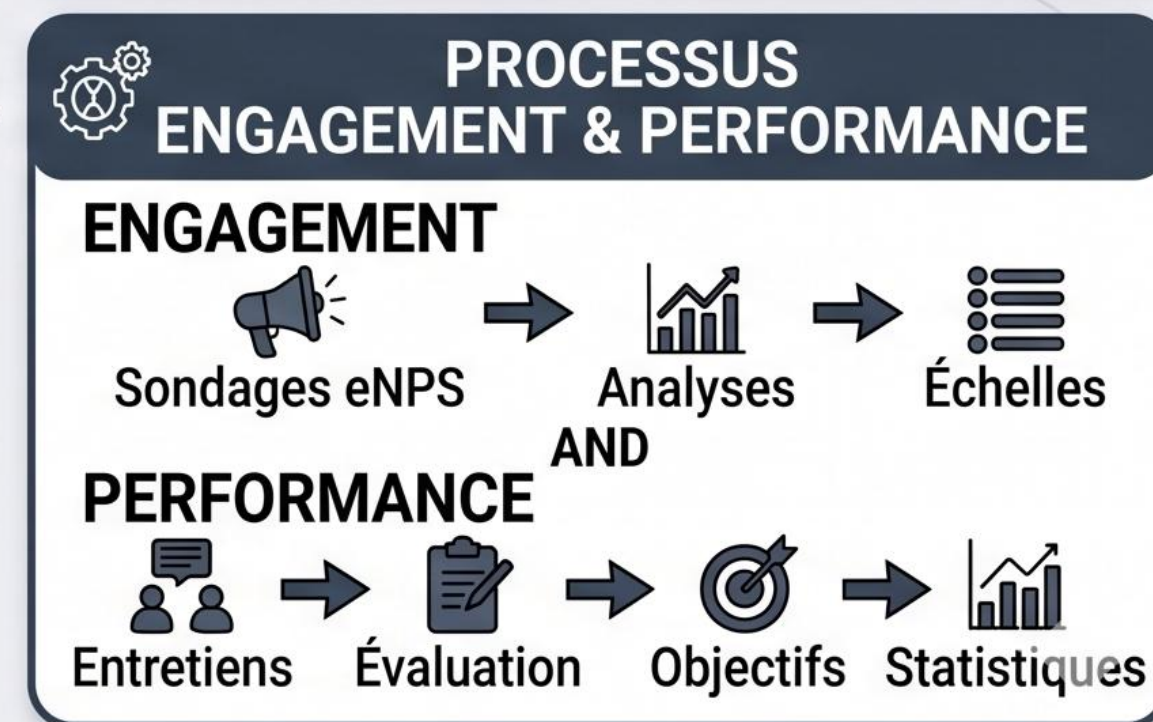 PROCESSUS
ENGAGEMENT & PERFORMANCE
ENGAGEMENT
Sondages eNPS
Analyses
Échelles
AND
PERFORMANCE
Entretiens
Évaluation
Objectifs
Statistiques